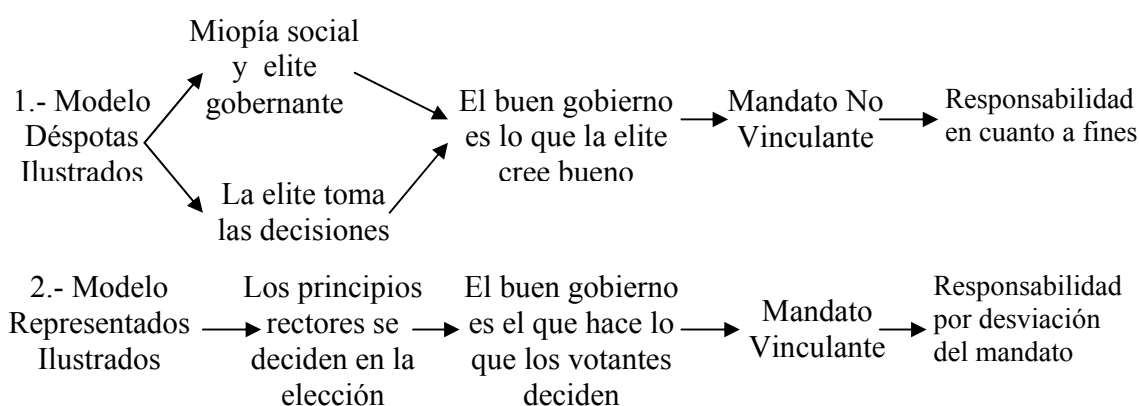 Miopía social
y elite
gobernante
1.- Modelo
Déspotas
Ilustrados
La elite toma
las decisiones
El buen gobierno
es lo que la elite
cree bueno
Mandato No
Vinculante
Responsabilidad
en cuanto a fines
2.- Modelo
Representados
Ilustrados
Los principios
rectores se
deciden en la
elección
El buen gobierno
es el que hace lo
que los votantes
deciden
Mandato
Vinculante
Responsabilidad
por desviación
del mandato